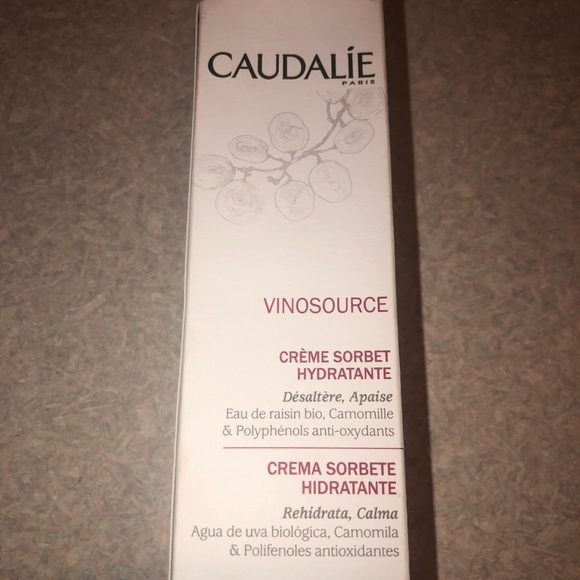 CAUDALÍE
PARIS
VINOSOURCE
CRÈME SORBET
HYDRATANTE
Désaltère, Apaise
Eau de raisin bio, Camomille
& Polyphénols anti-oxydants
CREMA SORBETE
HIDRATANTE
Rehidrata, Calma
Agua de uva biológica, Camomila
& Polifenoles antioxidantes